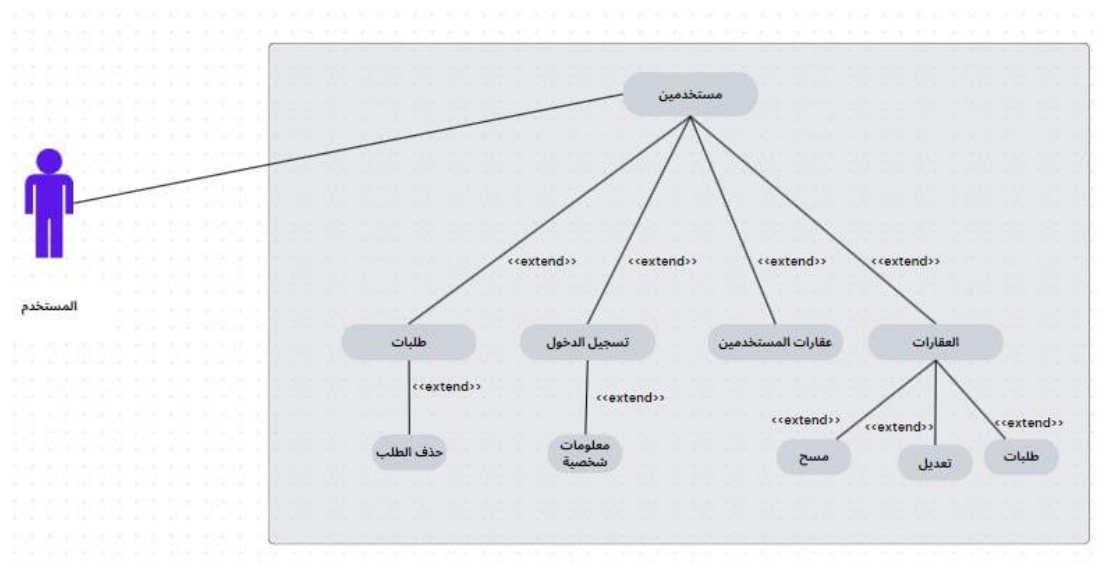 مستخدمين
المستخدم
<<extend>>
<<extend>>
<<extend>>
<<extend>>
العقارات
عقارات المستخدمين
تسجيل الدخول
طلبات
<<extend>>
<<extend>>
<<extend>>
<<extend>>
<<extend>>
طلبات
تعديل
مسح
معلومات
شخصية
حذف الطلب